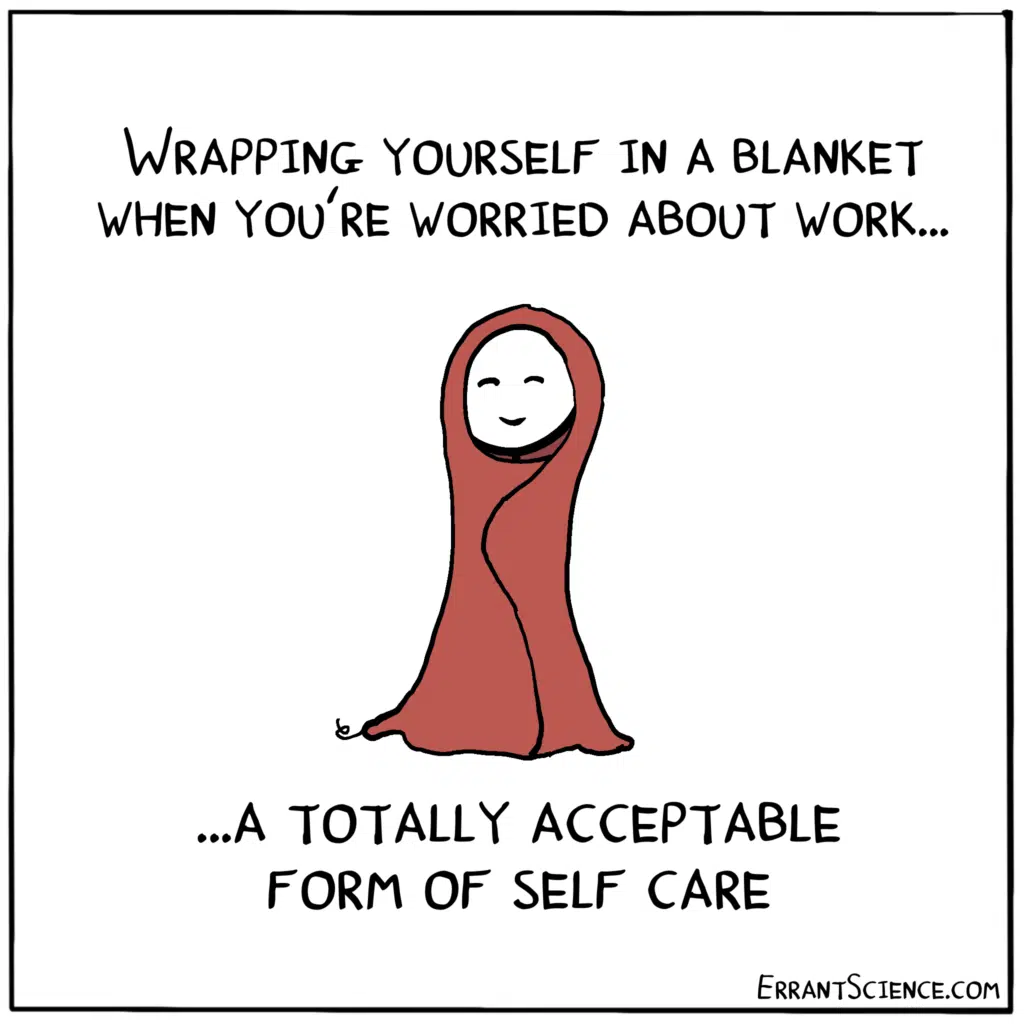 WRAPPING YOURSELF IN A BLANKET
WHEN YOU'RE WORRIED ABOUT WORK...
...A TOTALLY ACCEPTABLE
FORM OF SELF CARE
ERRANTSCIENCE.COM